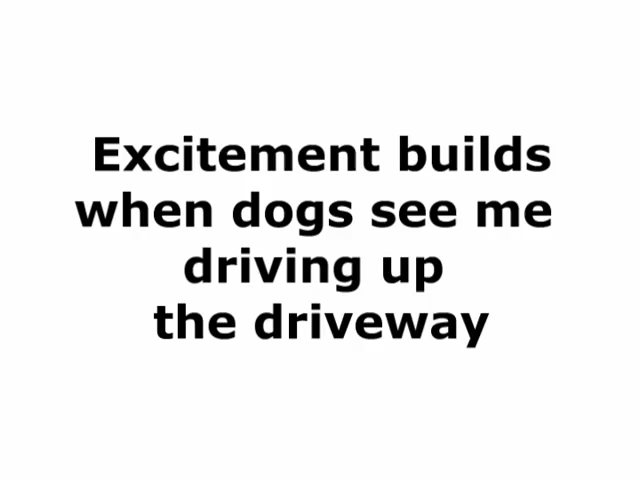 Excitement builds
when dogs see me
driving up
the driveway